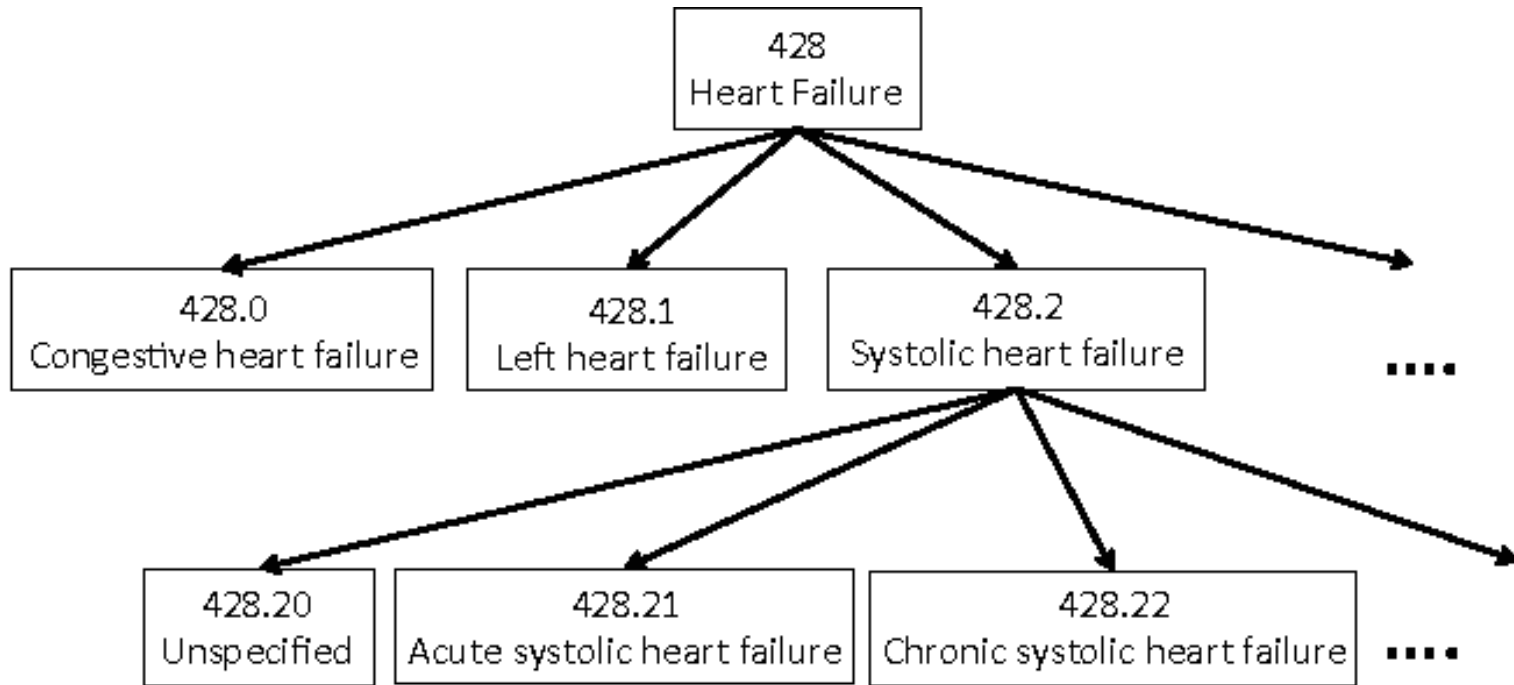 428
Heart Failure
428.0
Congestive heart failure
428.1
Left heart failure
428.2
Systolic heart failure
....
428.20
Unspecified
428.21
Acute systolic heart failure
428.22
Chronic systolic heart failure
....